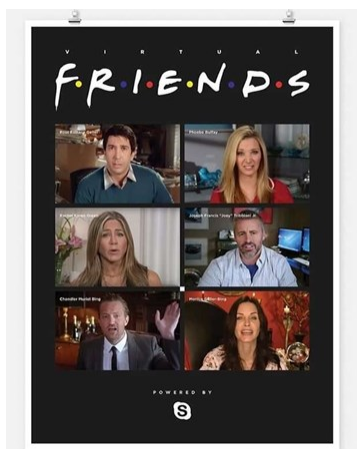 VIRTUAL
F·R·I·E·N·D·S
Phoebe Buffay
Chandler Muriel Bing
POWERED BY
S